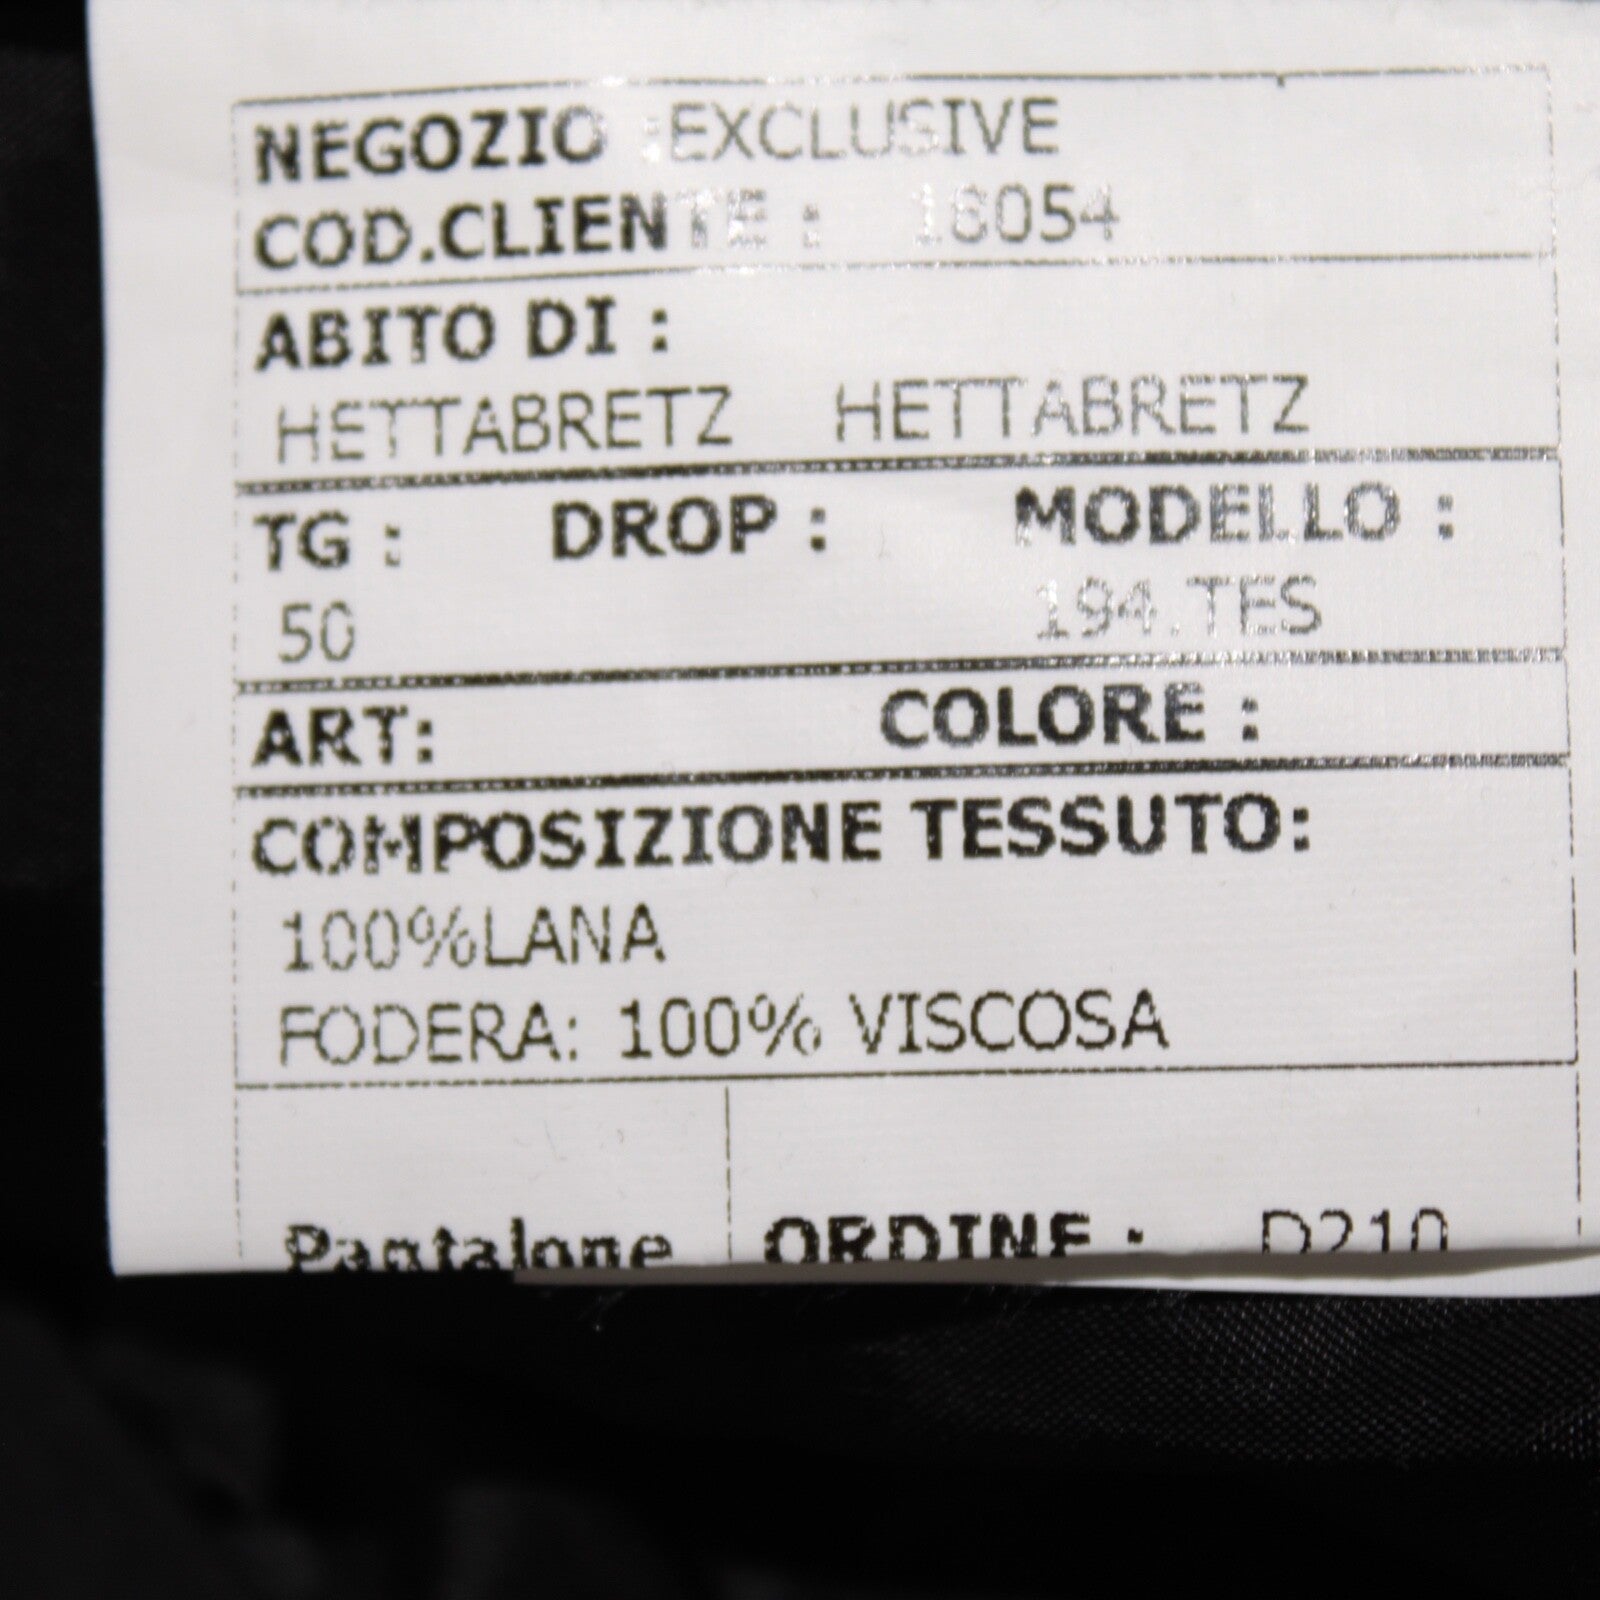 NEGOZIO :EXCLUSIVE
COD.CLIENTE : 18054
ABITO DI :
HETTABRETZ HETTABRETZ
TG : DROP : MODELLO :
50 194.TES
ART: COLORE :
COMPOSIZIONE TESSUTO:
100%LANA
FODERA: 100% VISCOSA
Pantalone ORDINE : D210